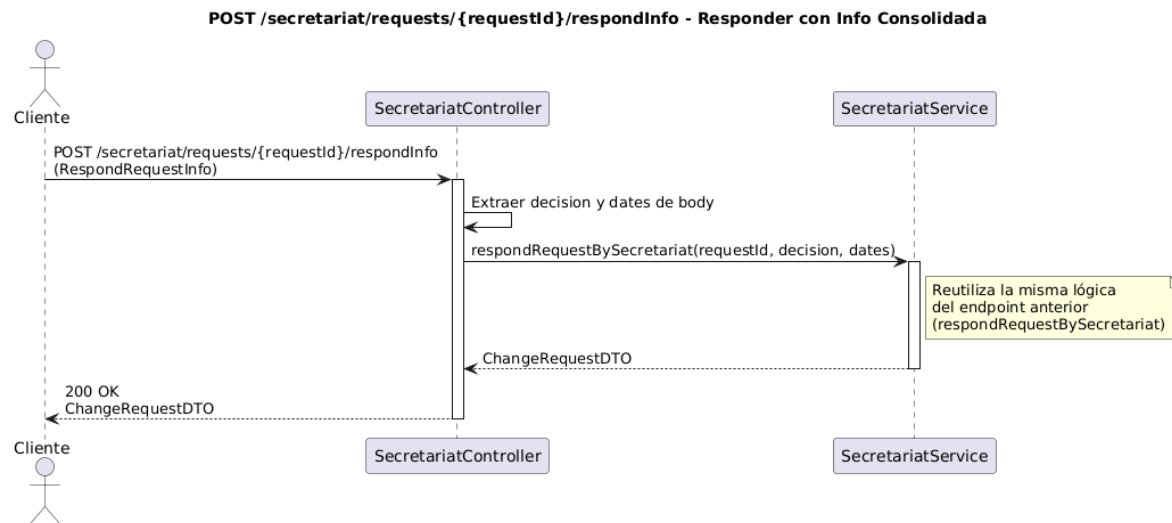 POST /secretariat/requests/{requestId}/respondInfo - Responder con Info Consolidada
Cliente
SecretariatController
SecretariatService
POST /secretariat/requests/{requestId}/respondInfo
(RespondRequestInfo)
Extraer decision y dates de body
respondRequestBySecretariat(requestId, decision, dates)
Reutiliza la misma lógica
del endpoint anterior
(respondRequestBySecretariat)
ChangeRequestDTO
200 OK
ChangeRequestDTO
Cliente
SecretariatController
SecretariatService